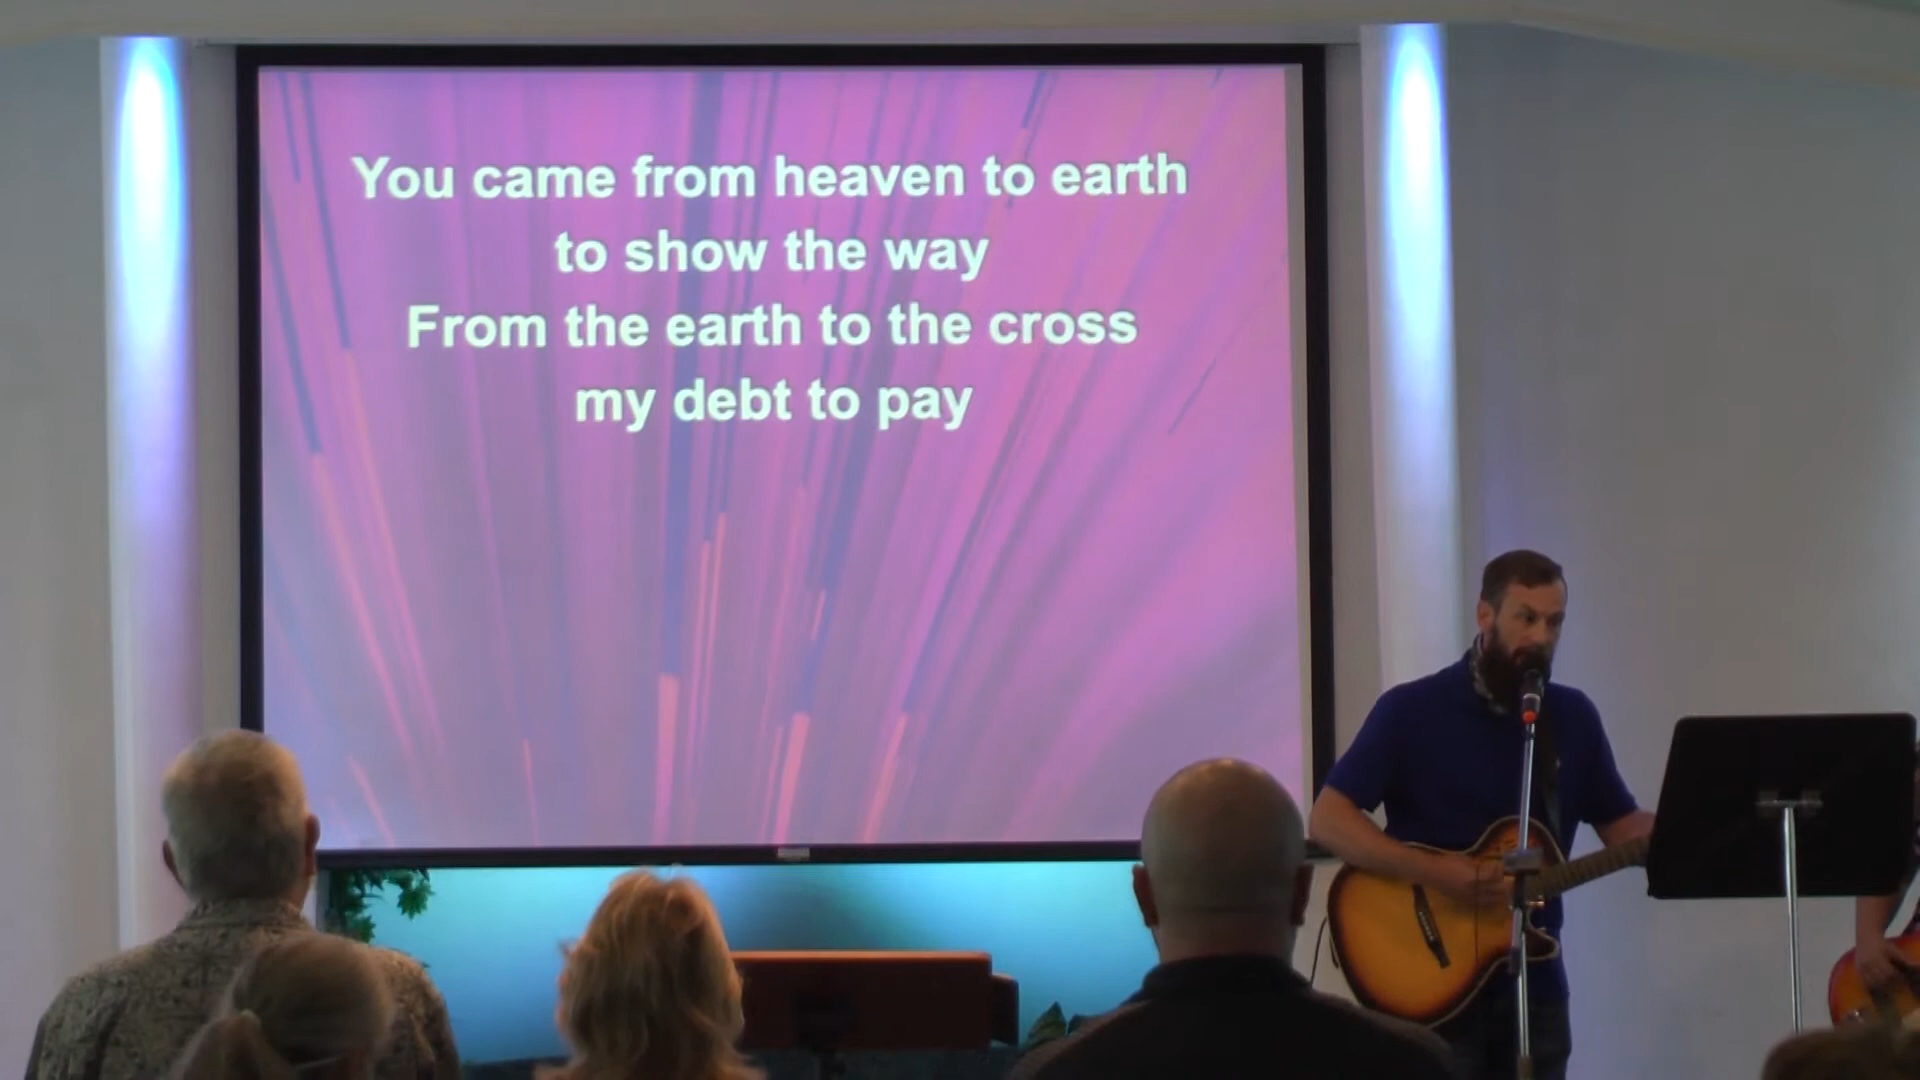 You came from heaven to earth
to show the way
From the earth to the cross
my debt to pay